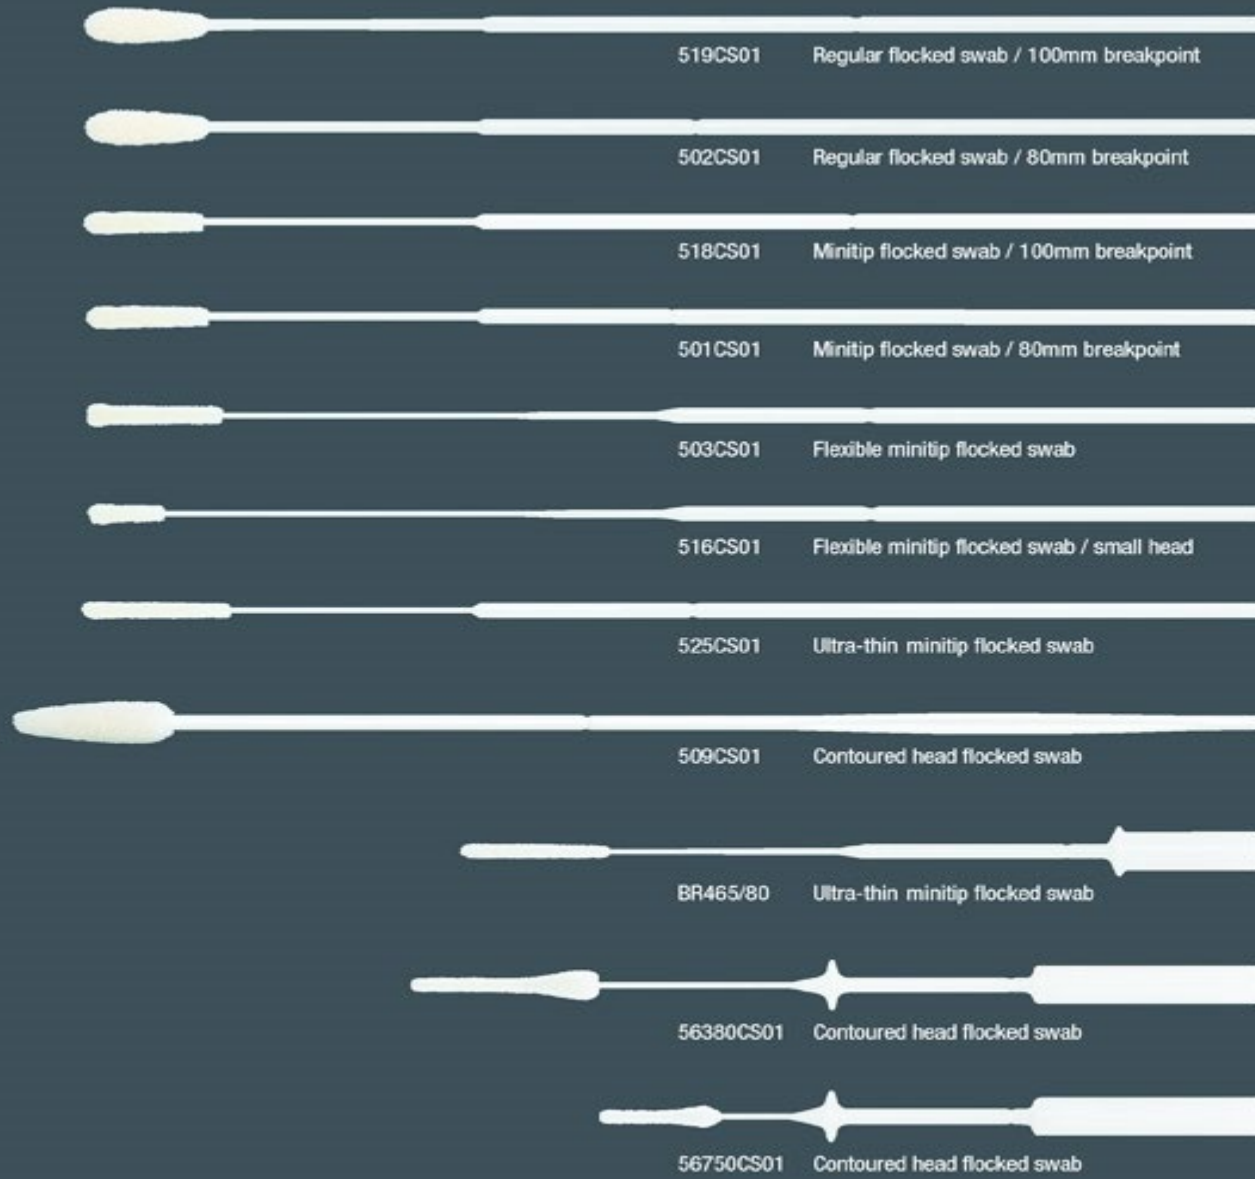 519CS01 Regular flocked swab / 100mm breakpoint
502CS01 Regular flocked swab / 80mm breakpoint
518CS01 Minitip flocked swab / 100mm breakpoint
501CS01 Minitip flocked swab / 80mm breakpoint
503CS01 Flexible minitip flocked swab
516CS01 Flexible minitip flocked swab / small head
525CS01 Ultra-thin minitip flocked swab
509CS01 Contoured head flocked swab
BR465/80 Ultra-thin minitip flocked swab
56380CS01 Contoured head flocked swab
56750CS01 Contoured head flocked swab